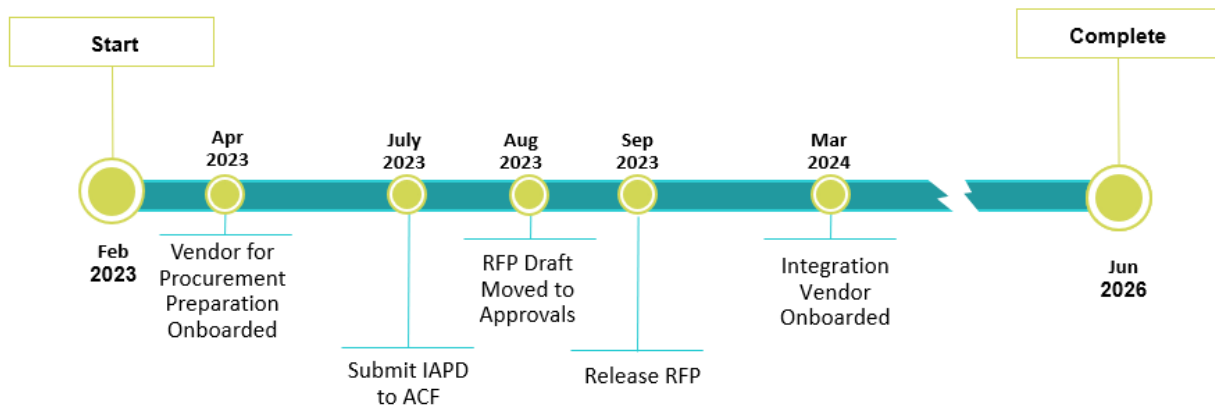 Start
Complete
Apr
2023
July
2023
Aug
2023
Sep
2023
Mar
2024
Feb
2023
Vendor for
Procurement
Preparation
Onboarded
Submit IAPD
to ACF
RFP Draft
Moved to
Approvals
Release RFP
Integration
Vendor
Onboarded
Jun
2026